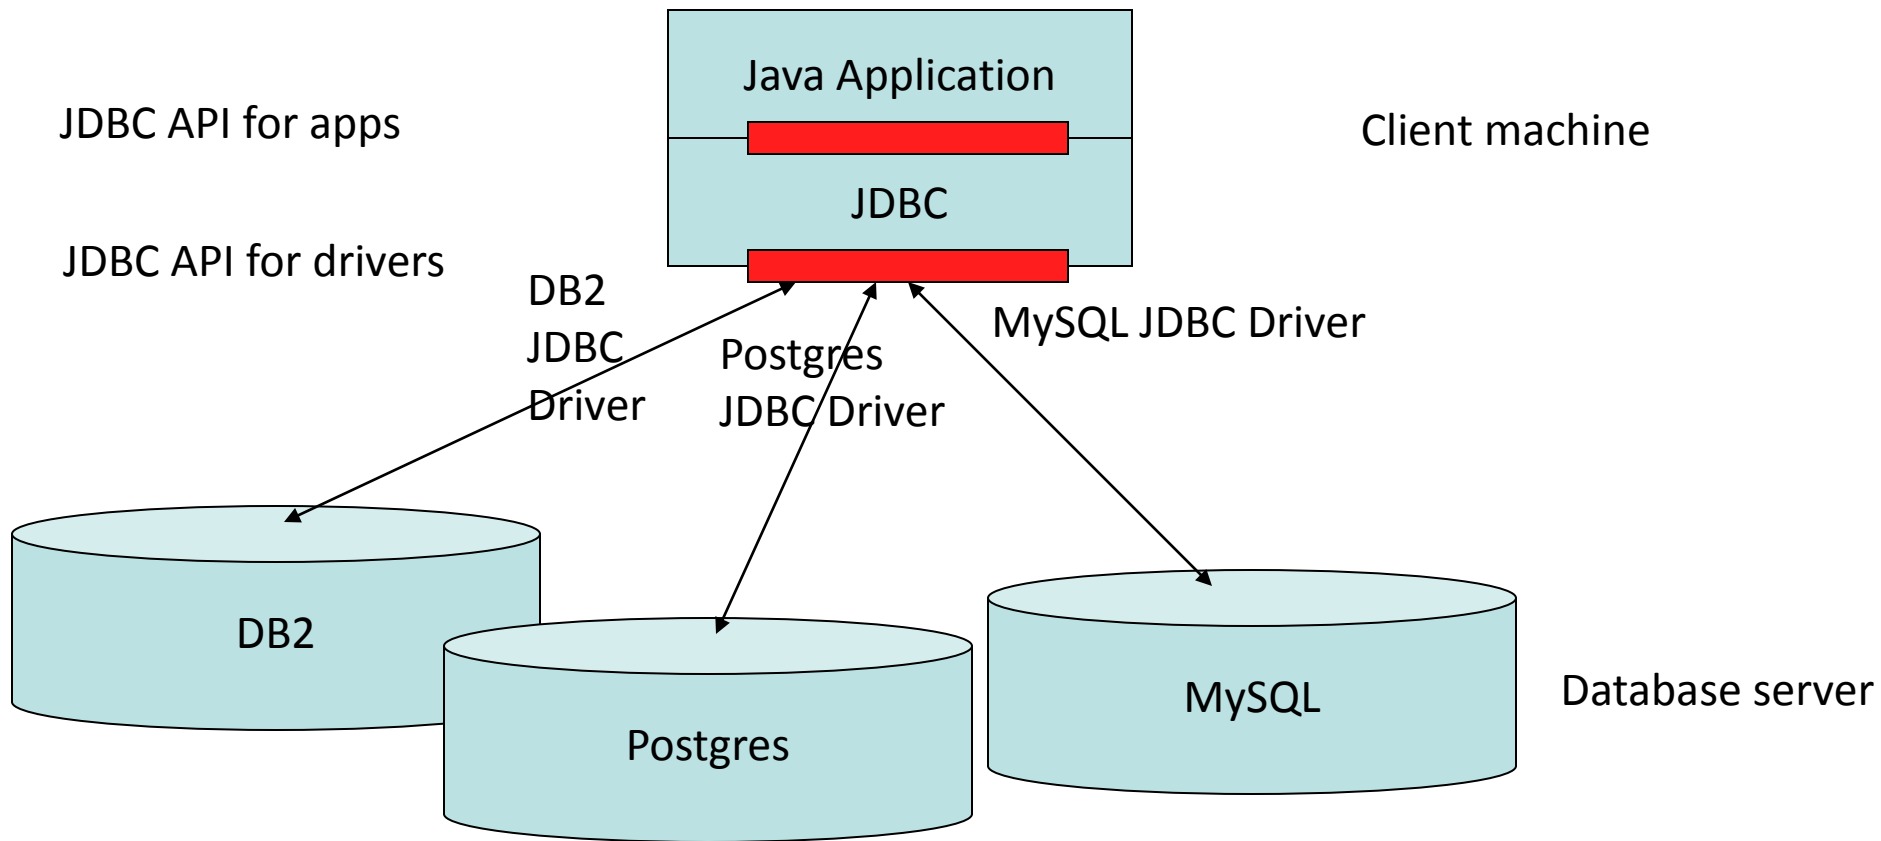 Java Application
JDBC API for apps
Client machine
JDBC
JDBC API for drivers
DB2
JDBC
Driver
Postgres
JDBC Driver
MySQL JDBC Driver
DB2
Postgres
MySQL
Database server